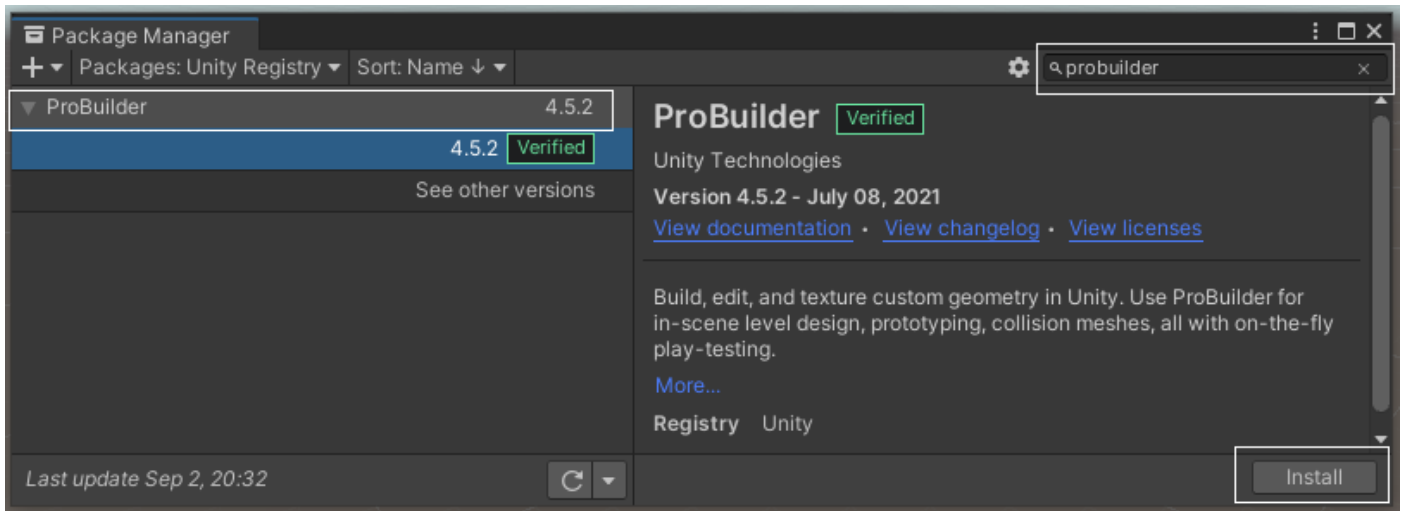 Package Manager
Packages: Unity Registry Sort: Name ↓
probuilder
ProBuilder 4.5.2
4.5.2 Verified
See other versions
ProBuilder Verified
Unity Technologies
Version 4.5.2 - July 08, 2021
View documentation • View changelog • View licenses
Build, edit, and texture custom geometry in Unity. Use ProBuilder for
in-scene level design, prototyping, collision meshes, all with on-the-fly
play-testing.
More...
Registry Unity
Last update Sep 2, 20:32
Install